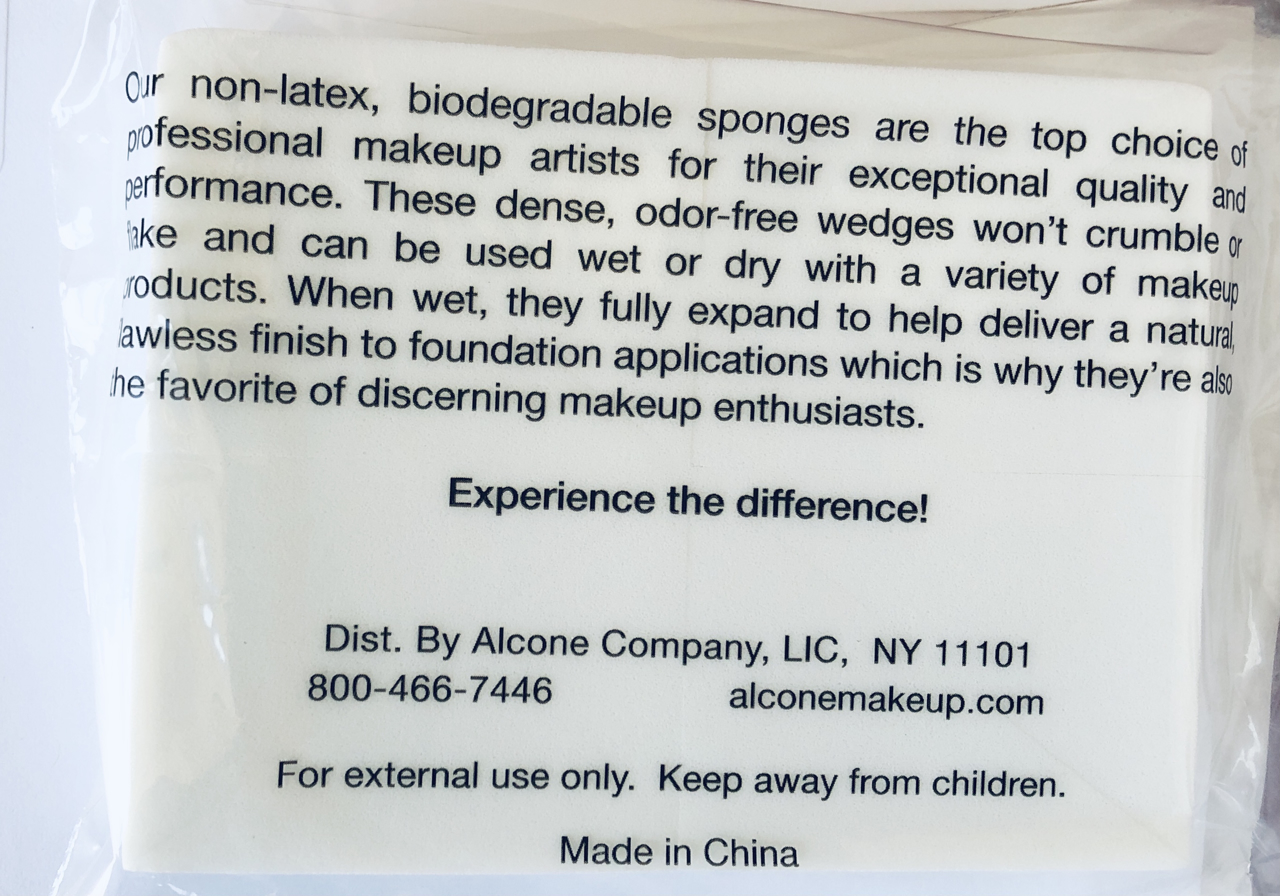 Our non-latex, biodegradable sponges are the top choice of
professional makeup artists for their exceptional quality and
performance. These dense, odor-free wedges won't crumble or
flake and can be used wet or dry with a variety of makeup
products. When wet, they fully expand to help deliver a natural,
flawless finish to foundation applications which is why they're also
the favorite of discerning makeup enthusiasts.
Experience the difference!
Dist. By Alcone Company, LIC, NY 11101
800-466-7446 alconemakeup.com
For external use only. Keep away from children.
Made in China